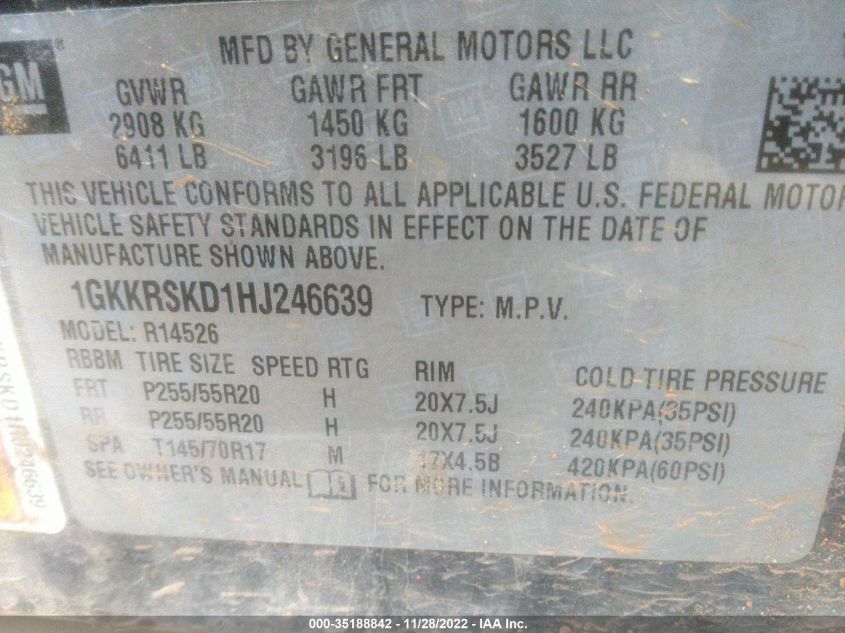 GM
MFD BY GENERAL MOTORS LLC
GVWR GAWR FRT GAWR RR
2908 KG 1450 KG 1600 KG
6411 LB 3196 LB 3527 LB
THIS VEHICLE CONFORMS TO ALL APPLICABLE U.S. FEDERAL MOTOR
VEHICLE SAFETY STANDARDS IN EFFECT ON THE DATE OF
MANUFACTURE SHOWN ABOVE.
1GKKRSKD1HJ246639 TYPE: M.P.V.
MODEL: R14526
RBBM TIRE SIZE SPEED RTG RIM COLD TIRE PRESSURE
FRT P255/55R20 H 20X7.5J 240KPA(35PSI)
RR P255/55R20 H 20X7.5J 240KPA(35PSI)
SPA T145/70R17 M 17X4.5B 420KPA(60PSI)
SEE OWNER'S MANUAL FOR MORE INFORMATION.
000-35188842 - 11/28/2022 - IAA Inc.